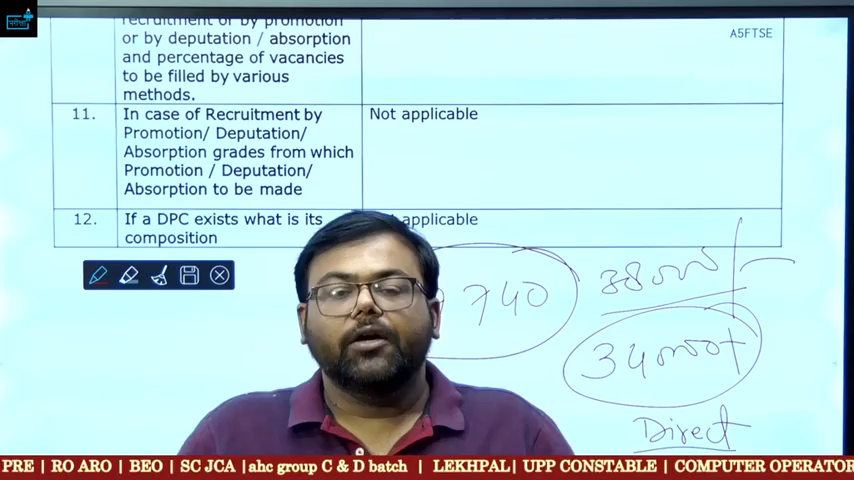 परीक्षा
recruitment or by promotion
or by deputation / absorption
and percentage of vacancies
to be filled by various
methods.
A5FTSE
11. In case of Recruitment by Not applicable
Promotion/ Deputation/
Absorption grades from which
Promotion / Deputation/
Absorption to be made
12. If a DPC exists what is its applicable
composition
Direct
PRE | RO ARO | BEO | SC JCA |ahc group C & D batch | LEKHPAL| UPP CONSTABLE | COMPUTER OPERATOR